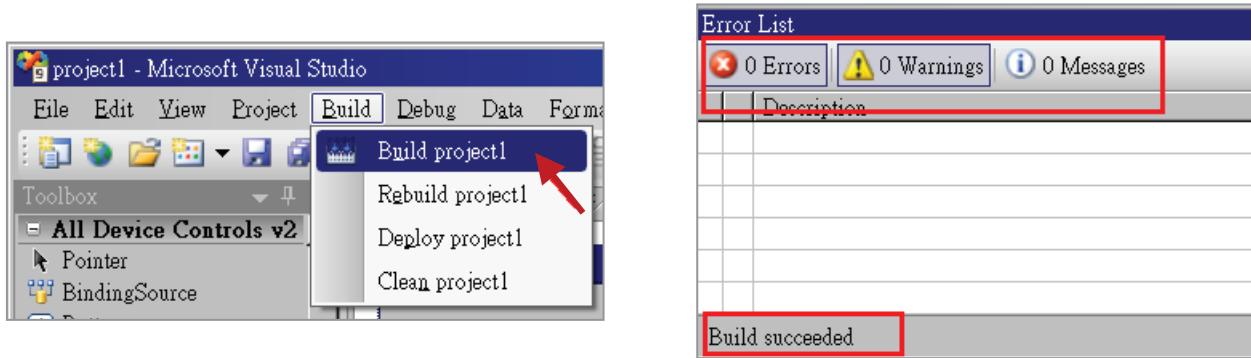 project1 - Microsoft Visual Studio
File Edit View Project Build Debug Data Forma
Build project1
Rebuild project1
Deploy project1
Clean project1
Toolbox
All Device Controls v2
Pointer
BindingSource
Error List
0 Errors 0 Warnings 0 Messages
Description
Build succeeded